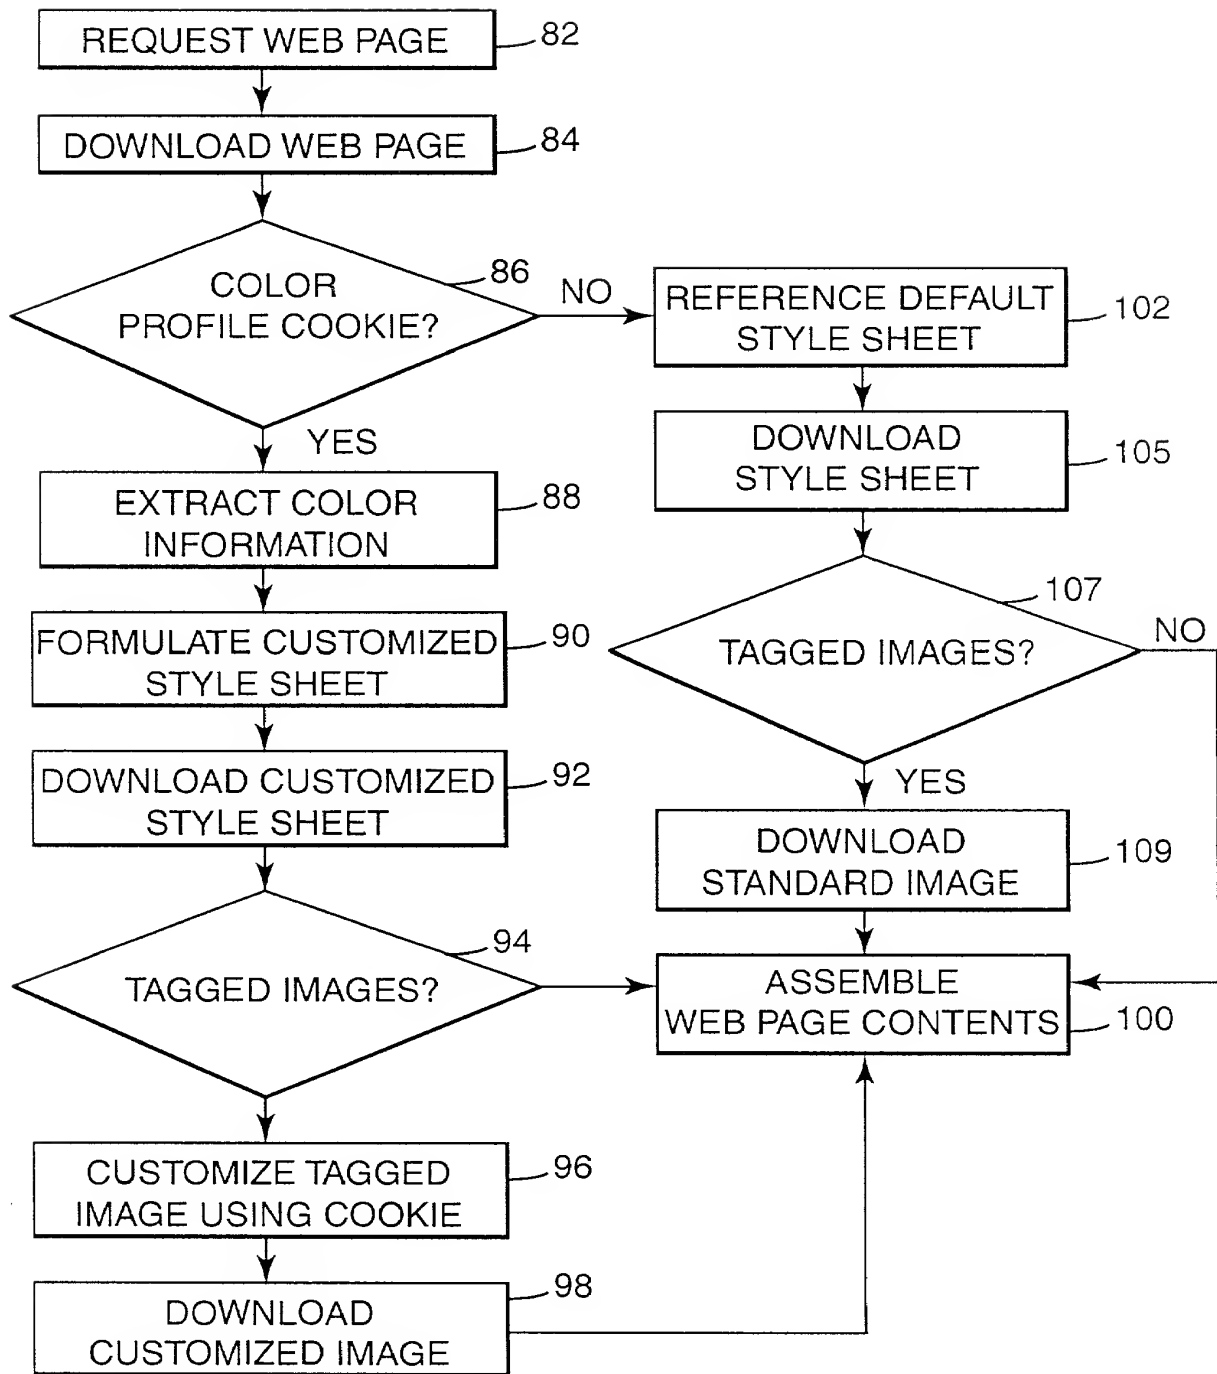 REQUEST WEB PAGE
82
DOWNLOAD WEB PAGE
84
COLOR
PROFILE COOKIE?
86
NO
YES
EXTRACT COLOR
INFORMATION
88
FORMULATE CUSTOMIZED
STYLE SHEET
90
DOWNLOAD CUSTOMIZED
STYLE SHEET
92
TAGGED IMAGES?
94
CUSTOMIZE TAGGED
IMAGE USING COOKIE
96
DOWNLOAD
CUSTOMIZED IMAGE
98
REFERENCE DEFAULT
STYLE SHEET
102
DOWNLOAD
STYLE SHEET
105
TAGGED IMAGES?
107
NO
YES
DOWNLOAD
STANDARD IMAGE
109
ASSEMBLE
WEB PAGE CONTENTS
100